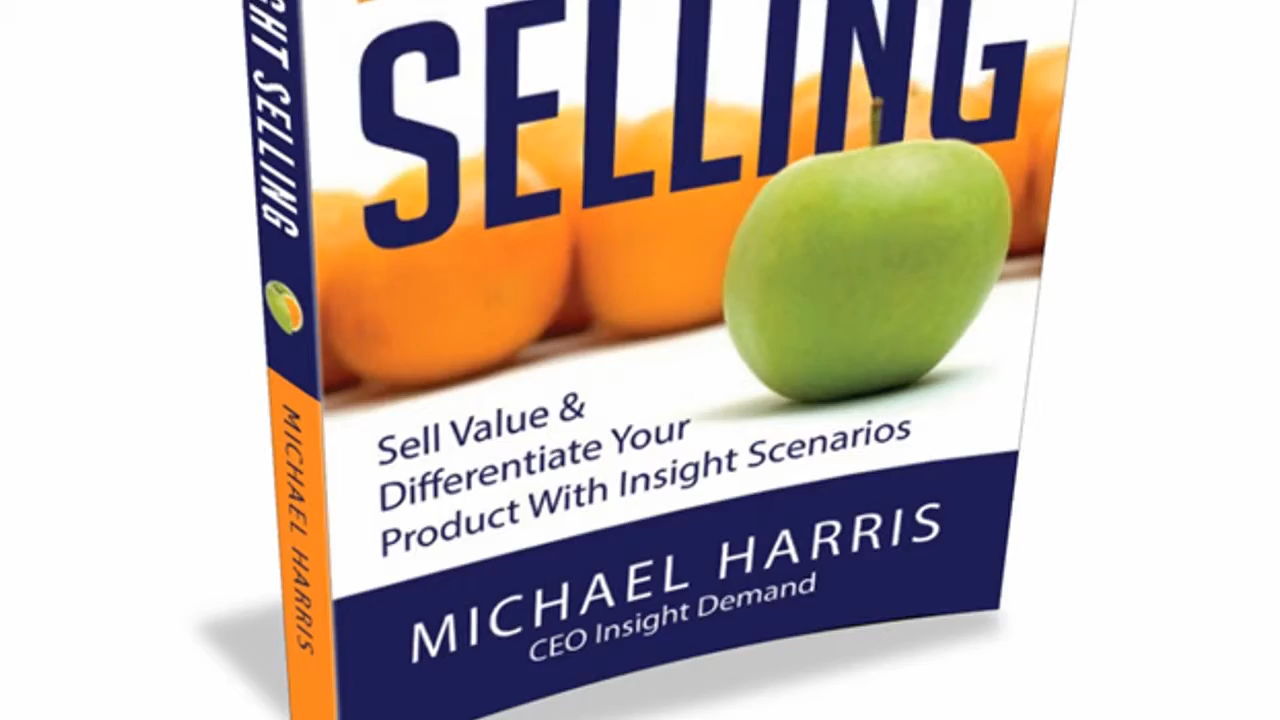 SELLING
Sell Value &
Differentiate Your
Product With Insight Scenarios
MICHAEL HARRIS
CEO Insight Demand
SELLING
MICHAEL HARRIS